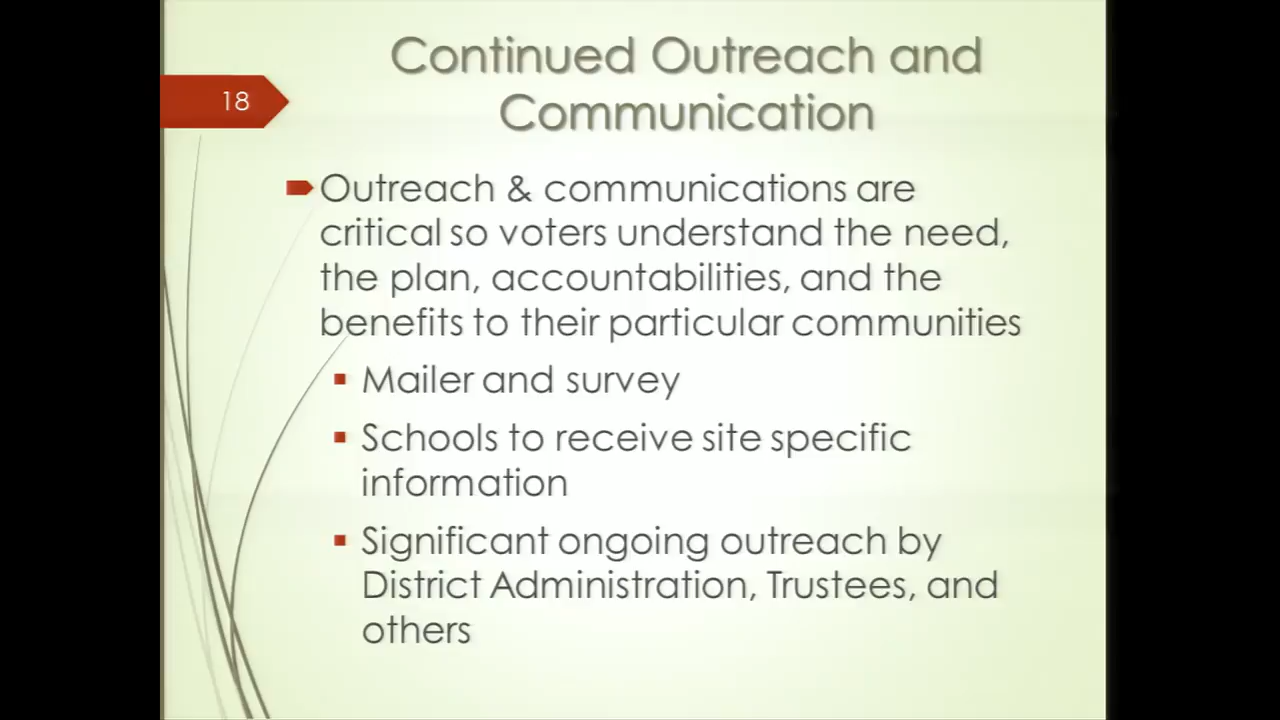 Continued Outreach and
Communication
18
Outreach & communications are
critical so voters understand the need,
the plan, accountabilities, and the
benefits to their particular communities
Mailer and survey
Schools to receive site specific
information
Significant ongoing outreach by
District Administration, Trustees, and
others